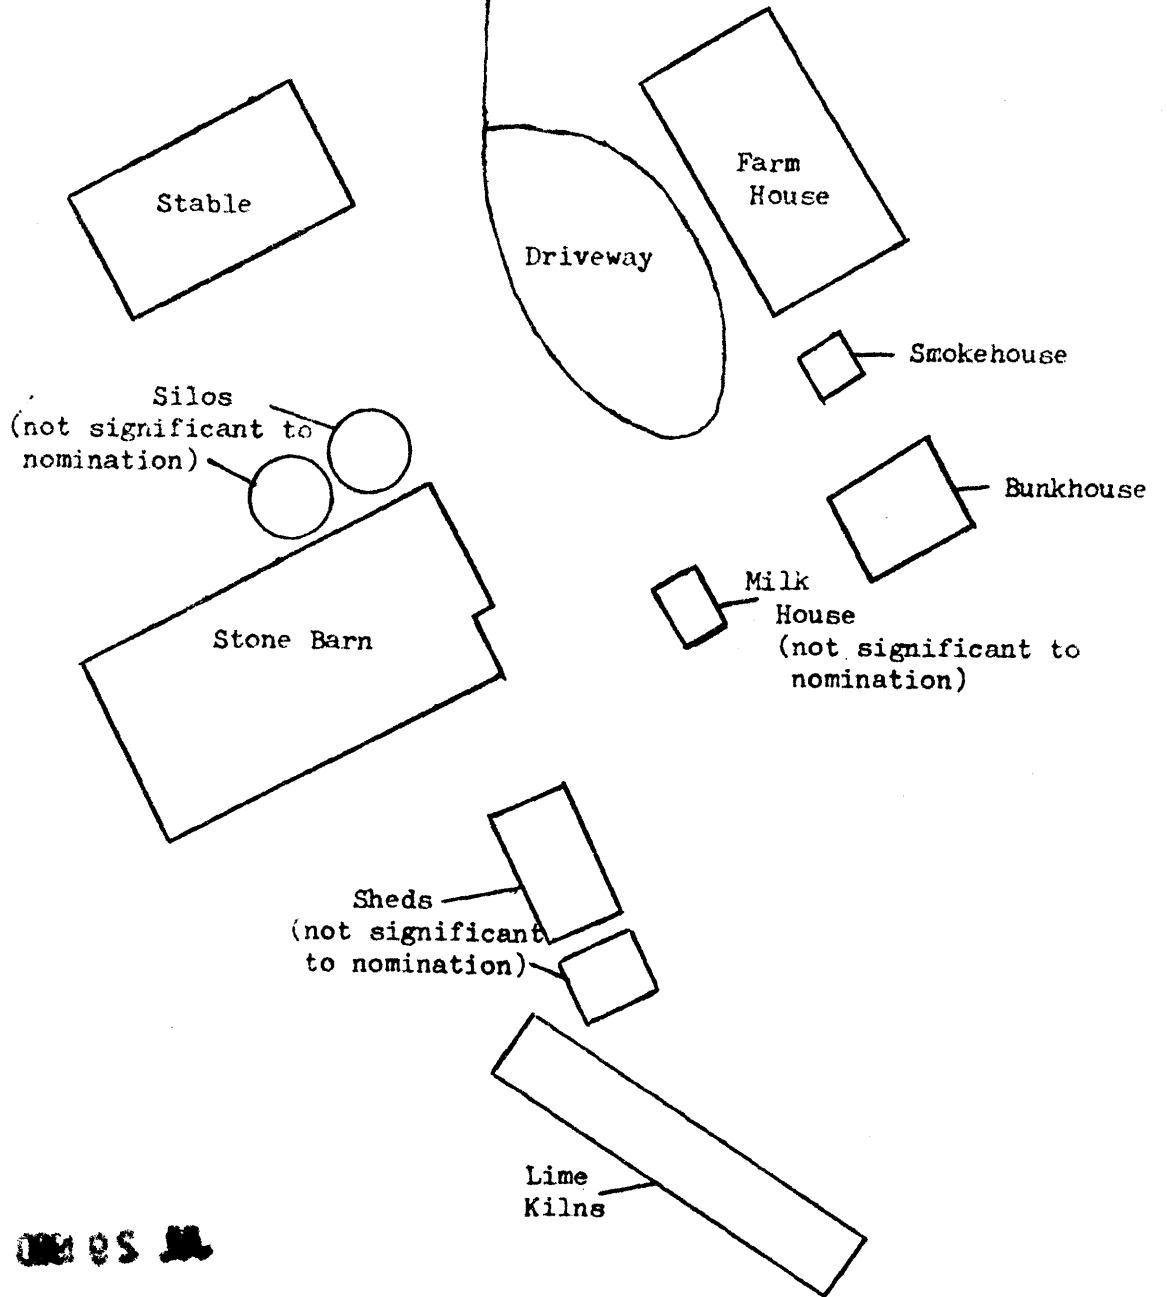 Farm
House
Stable
Driveway
Smokehouse
Silos
(not significant to
nomination)
Bunkhouse
Milk
House
(not significant to
nomination)
Stone Barn
Sheds
(not significant
to nomination)
Lime
Kilns